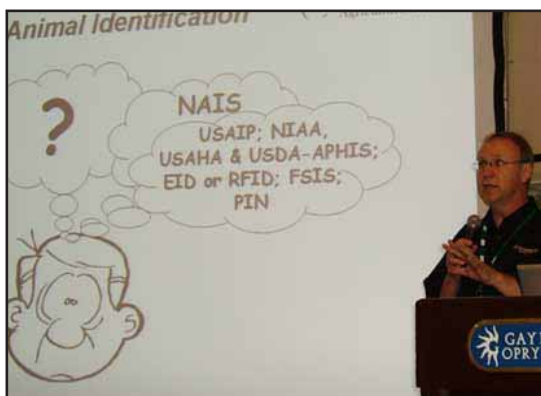 Animal Identification
?
NAIS
USAIP; NIAA,
USAHA & USDA-APHIS;
EID or RFID; FSIS;
PIN
GAY
OPRY